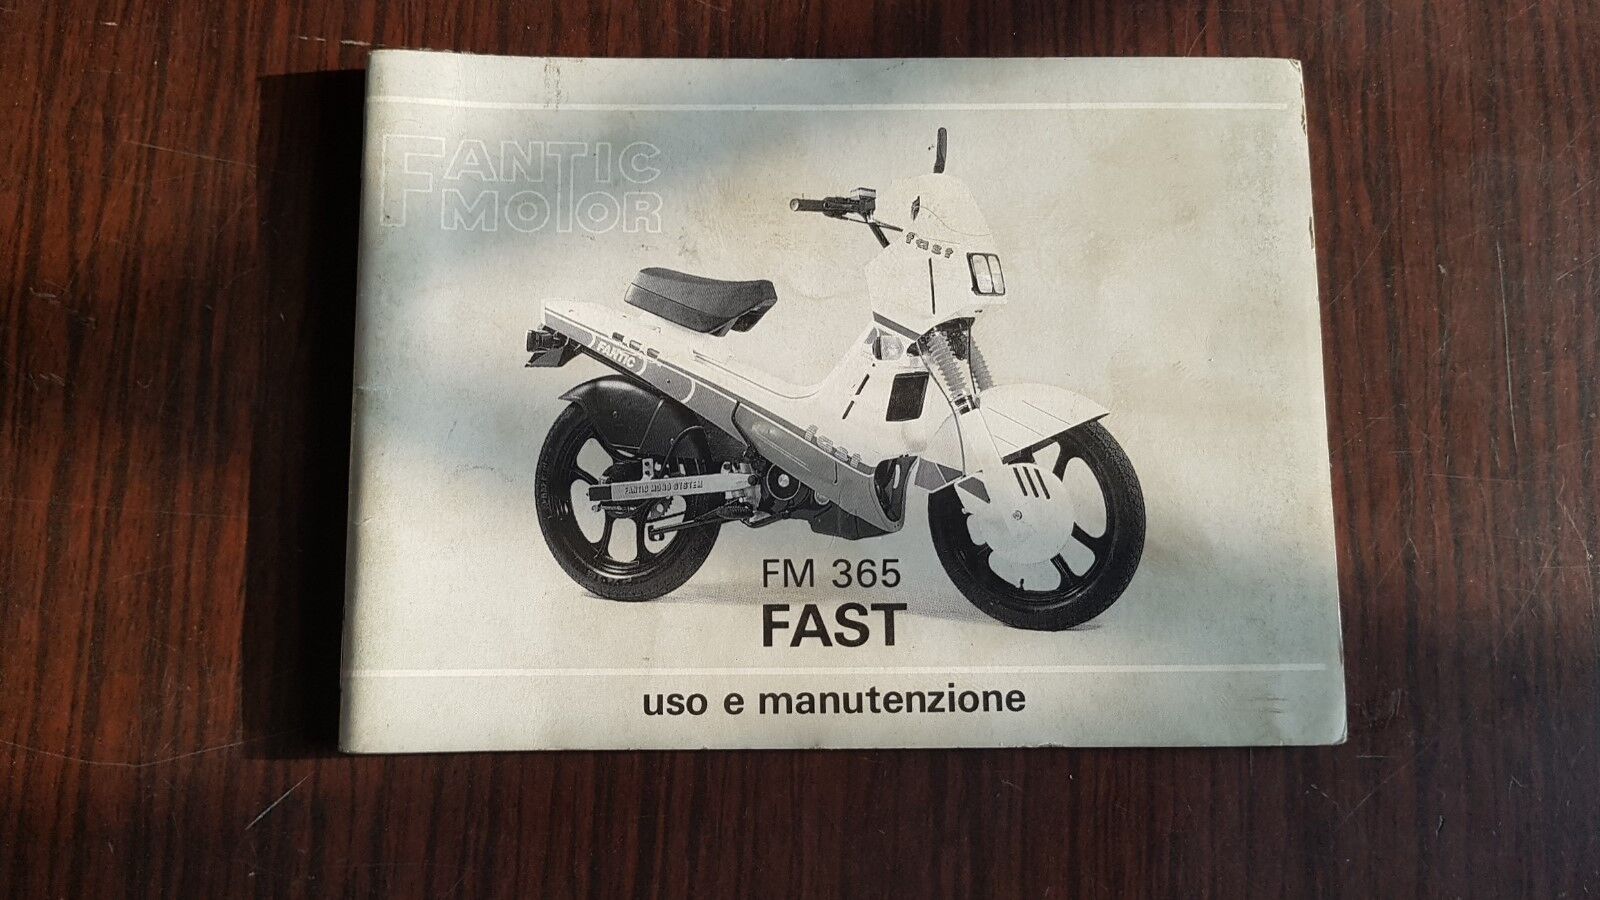 FANTIC
MOTOR
fast
FANTIC
fast
FANTIC MONO SYSTEM
FM 365
FAST
uso e manutenzione